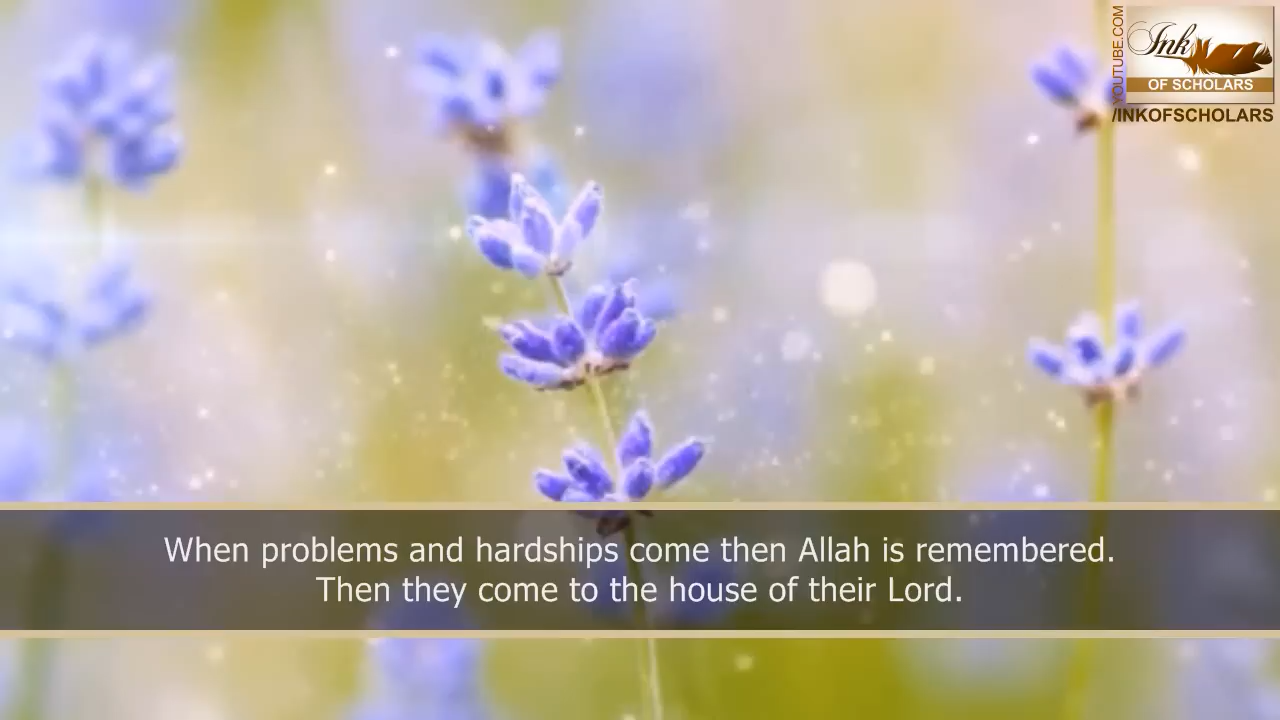 YOUTUBE.COM
Ink
OF SCHOLARS
/INKOFSCHOLARS
When problems and hardships come then Allah is remembered.
Then they come to the house of their Lord.